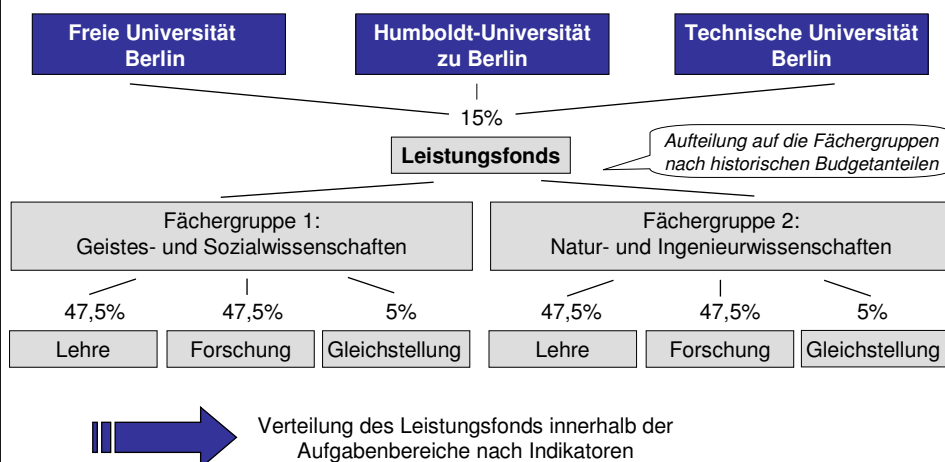 Freie Universität
Berlin
Humboldt-Universität
zu Berlin
Technische Universität
Berlin
15%
Leistungsfonds
Aufteilung auf die Fächergruppen
nach historischen Budgetanteilen
Fächergruppe 1:
Geistes- und Sozialwissenschaften
Fächergruppe 2:
Natur- und Ingenieurwissenschaften
47,5%
47,5%
5%
47,5%
47,5%
5%
Lehre
Forschung
Gleichstellung
Lehre
Forschung
Gleichstellung
Verteilung des Leistungsfonds innerhalb der
Aufgabenbereiche nach Indikatoren